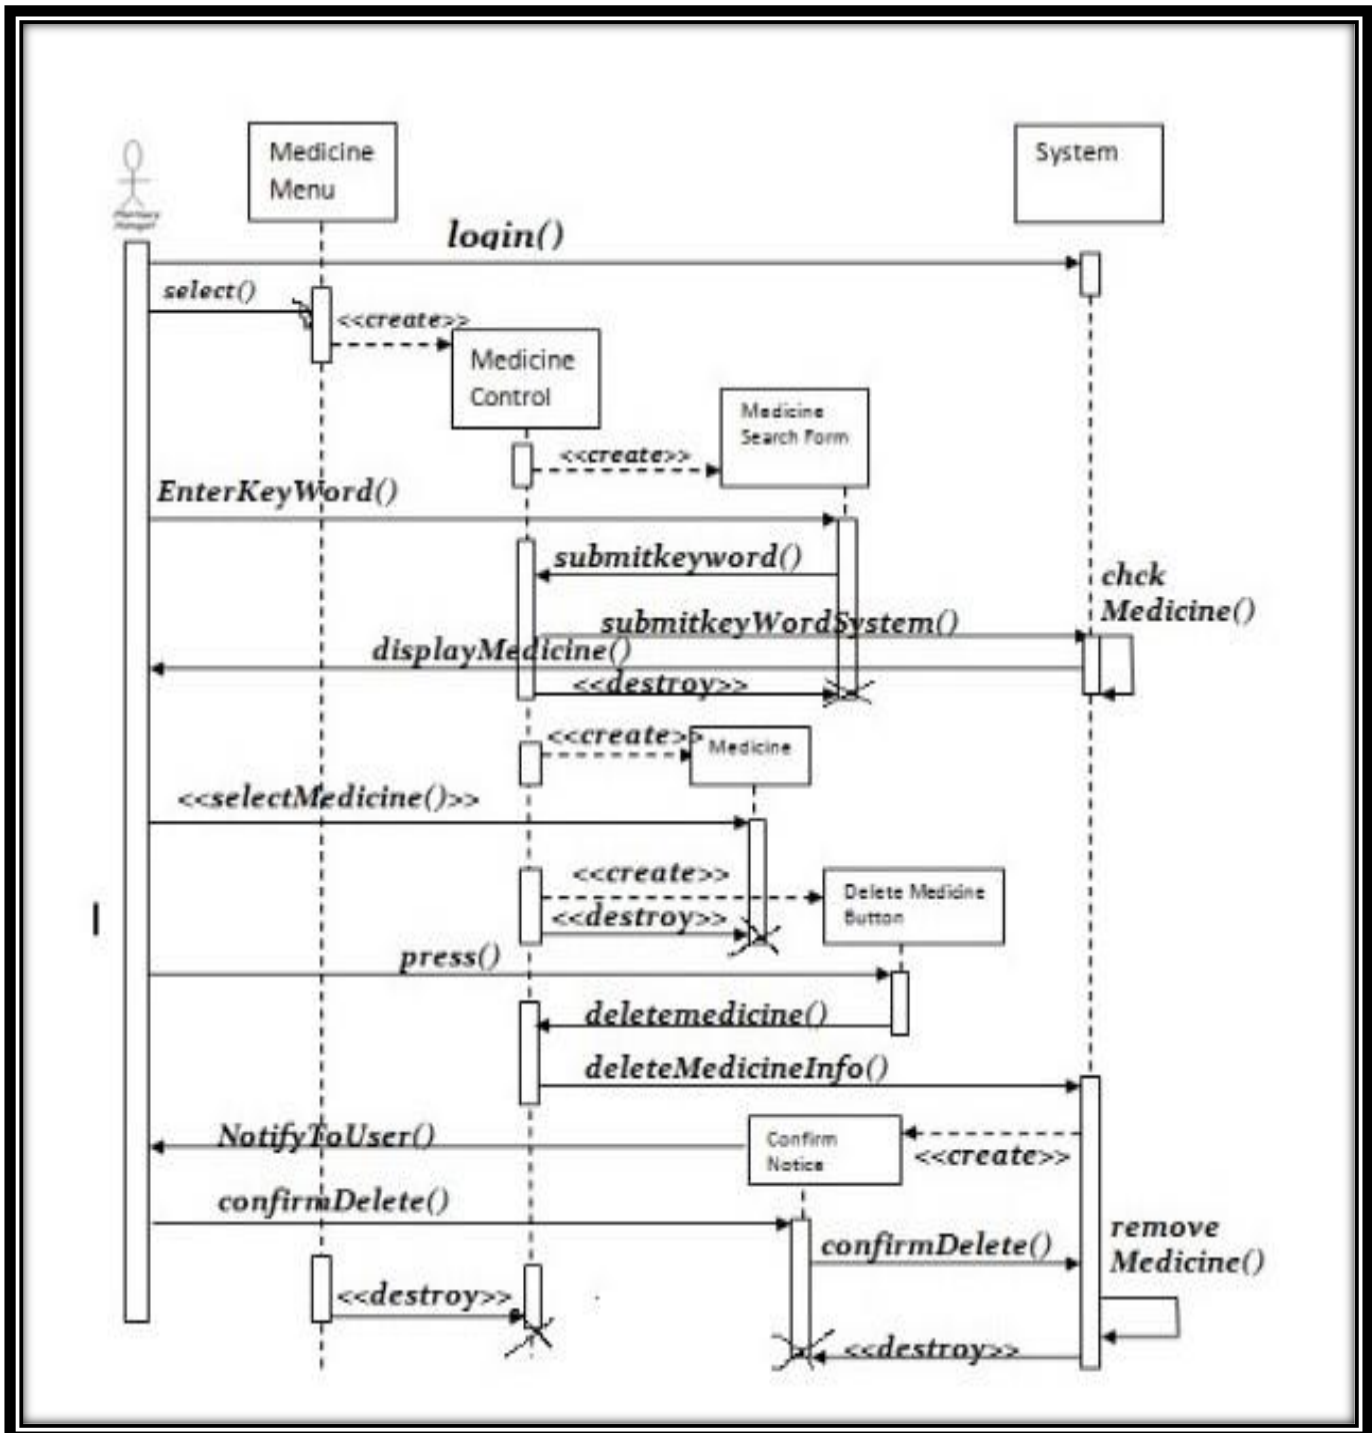 Medicine
Menu
System
login()
select()
<<create>>
Medicine
Control
Medicine
Search Form
<<create>>
EnterKeyWord()
submitkeyword()
chck
Medicine()
submitkeyWordSystem()
displayMedicine()
<<destroy>>
<<create>>
Medicine
<<selectMedicine()>>
<<create>>
Delete Medicine
Button
<<destroy>>
press()
deletemedicine()
deleteMedicineInfo()
NotifyToUser()
Confirm
Notice
<<create>>
confirmDelete()
remove
Medicine()
confirmDelete()
<<destroy>>
<<destroy>>